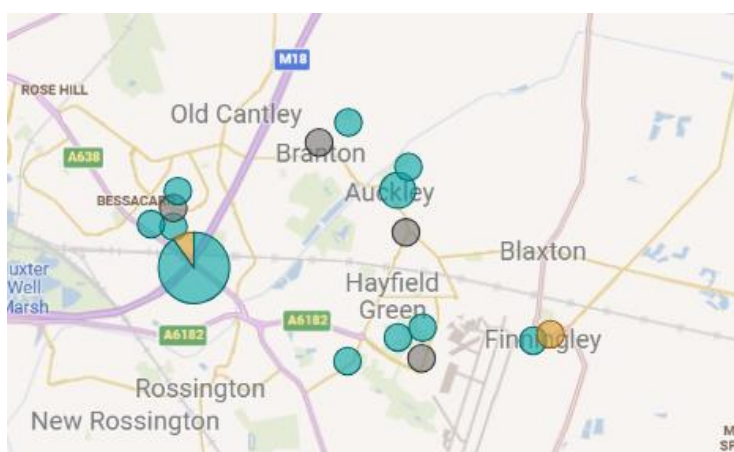 M18
ROSE HILL
Old Cantley
Branton
A638
BESSACAR
Auckley
Blaxton
uxter
Well
Marsh
Hayfield
Green
A6182
A6182
Finningley
Rossington
New Rossington
M
SP